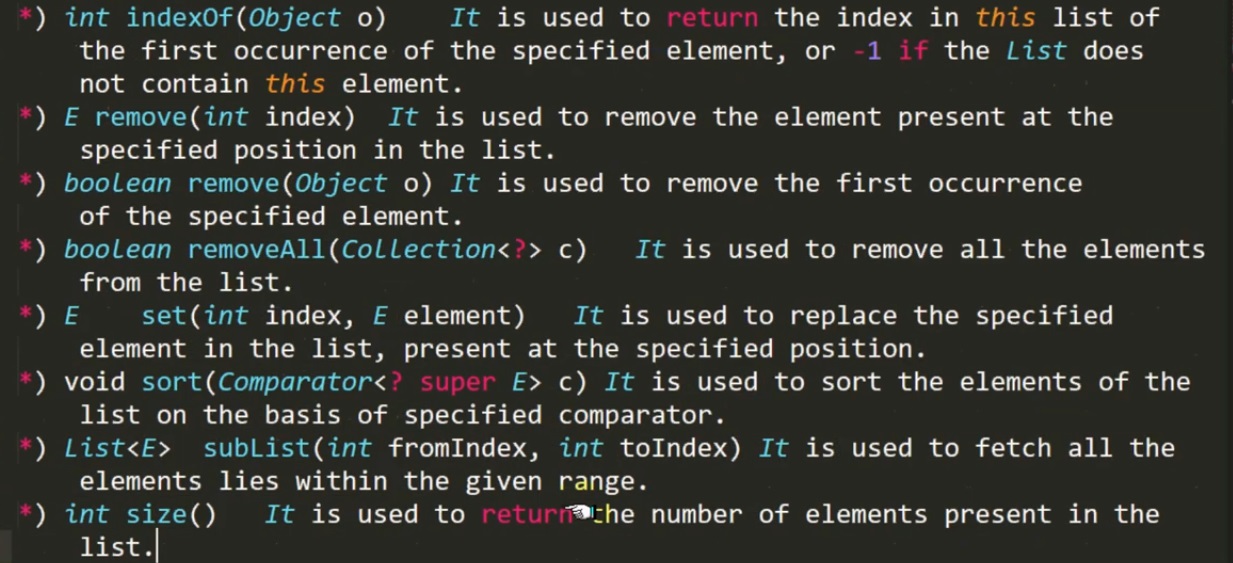 *) int indexOf(Object o)    It is used to return the index in this list of
the first occurrence of the specified element, or -1 if the List does
not contain this element.
*) E remove(int index)  It is used to remove the element present at the
specified position in the list.
*) boolean remove(Object o) It is used to remove the first occurrence
of the specified element.
*) boolean removeAll(Collection<?> c)   It is used to remove all the elements
from the list.
*) E    set(int index, E element)   It is used to replace the specified
element in the list, present at the specified position.
*) void sort(Comparator<? super E> c) It is used to sort the elements of the
list on the basis of specified comparator.
*) List<E>  subList(int fromIndex, int toIndex) It is used to fetch all the
elements lies within the given range.
*) int size()   It is used to return the number of elements present in the
list.